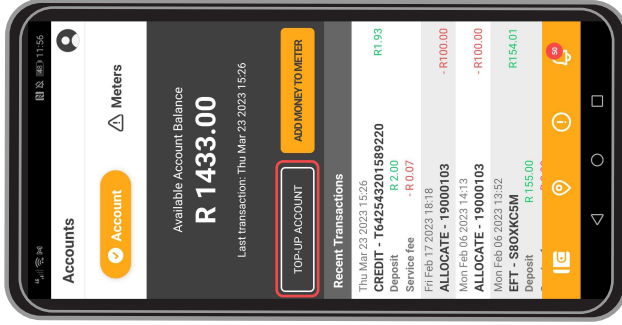 48 11:56
Accounts
Account
Meters
Available Account Balance
R 1433.00
Last transaction: Thu Mar 23 2023 15:26
TOP-UP ACCOUNT
ADD MONEY TO METER
Recent Transactions
Thu Mar 23 2023 15:26
CREDIT - T642543201589220 R1.93
Deposit R 2.00
Service fee - R 0.07
Fri Feb 17 2023 18:18
ALLOCATE - 19000103 - R100.00
Mon Feb 06 2023 14:13
ALLOCATE - 19000103 - R100.00
Mon Feb 06 2023 13:52
EFT - S8OXKC5M R154.01
Deposit R 155.00
50